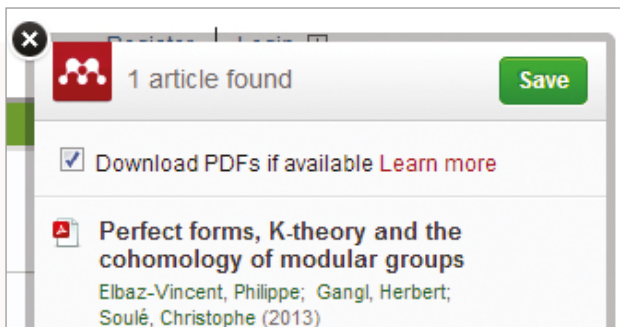 Register | Login
1 article found
Save
Download PDFs if available Learn more
Perfect forms, K-theory and the
cohomology of modular groups
Elbaz-Vincent, Philippe; Gangl, Herbert;
Soulé, Christophe (2013)